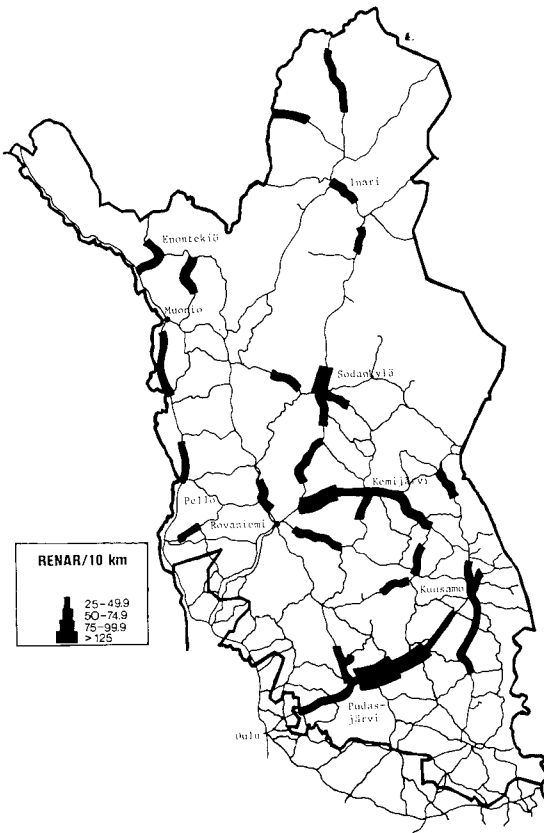 Inari
Enontekiö
Muonio
Sodankylä
Kemijärvi
Pello
Rovaniemi
RENAR/10 km
25-49.9
50-74.9
75-99.9
>125
Kuusamo
Pudas-
järvi
Oulu